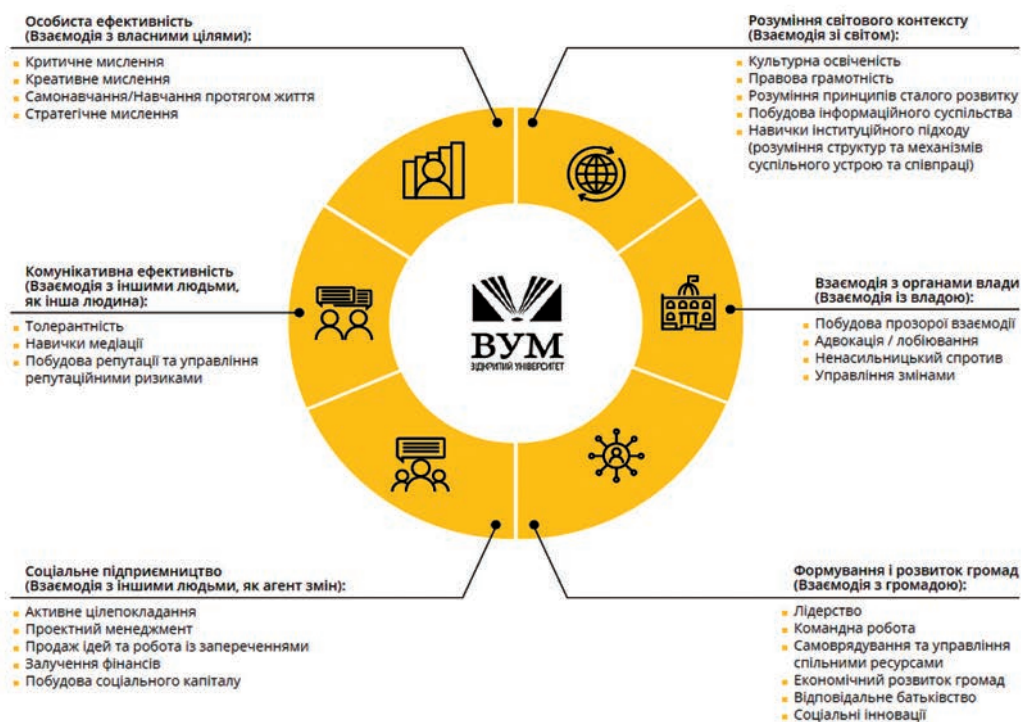 Особиста ефективність
(Взаємодія з власними цілями):
Критичне мислення
Креативне мислення
Самонавчання/Навчання протягом життя
Стратегічне мислення
Розуміння світового контексту
(Взаємодія зі світом):
Культурна освіченість
Правова грамотність
Розуміння принципів сталого розвитку
Побудова інформаційного суспільства
Навички інституційного підходу
(розуміння структур та механізмів
суспільного устрою та співпраці)
Комунікативна ефективність
(Взаємодія з іншими людьми,
як інша людина):
Толерантність
Навички медіації
Побудова репутації та управління
репутаційними ризиками
ВУМ
ВІДКРИТИЙ УНІВЕРСИТЕТ
Взаємодія з органами влади
(Взаємодія із владою):
Побудова прозорої взаємодії
Адвокація / лобіювання
Ненасильницький спротив
Управління змінами
Соціальне підприємництво
(Взаємодія з іншими людьми, як агент змін):
Активне цілепокладання
Проектний менеджмент
Продаж ідей та робота із запереченнями
Залучення фінансів
Побудова соціального капіталу
Формування і розвиток громад
(Взаємодія з громадою):
Лідерство
Командна робота
Самоврядування та управління
спільними ресурсами
Економічний розвиток громад
Відповідальне батьківство
Соціальні інновації